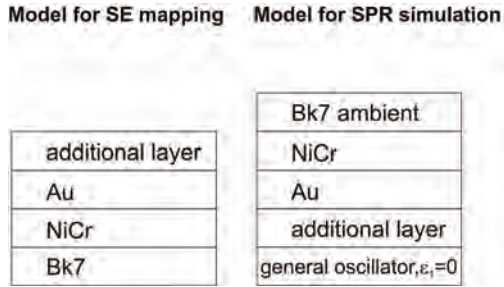 Model for SE mapping
Model for SPR simulation
additional layer
Au
NiCr
Bk7
Bk7 ambient
NiCr
Au
additional layer
general oscillator,ε₁=0